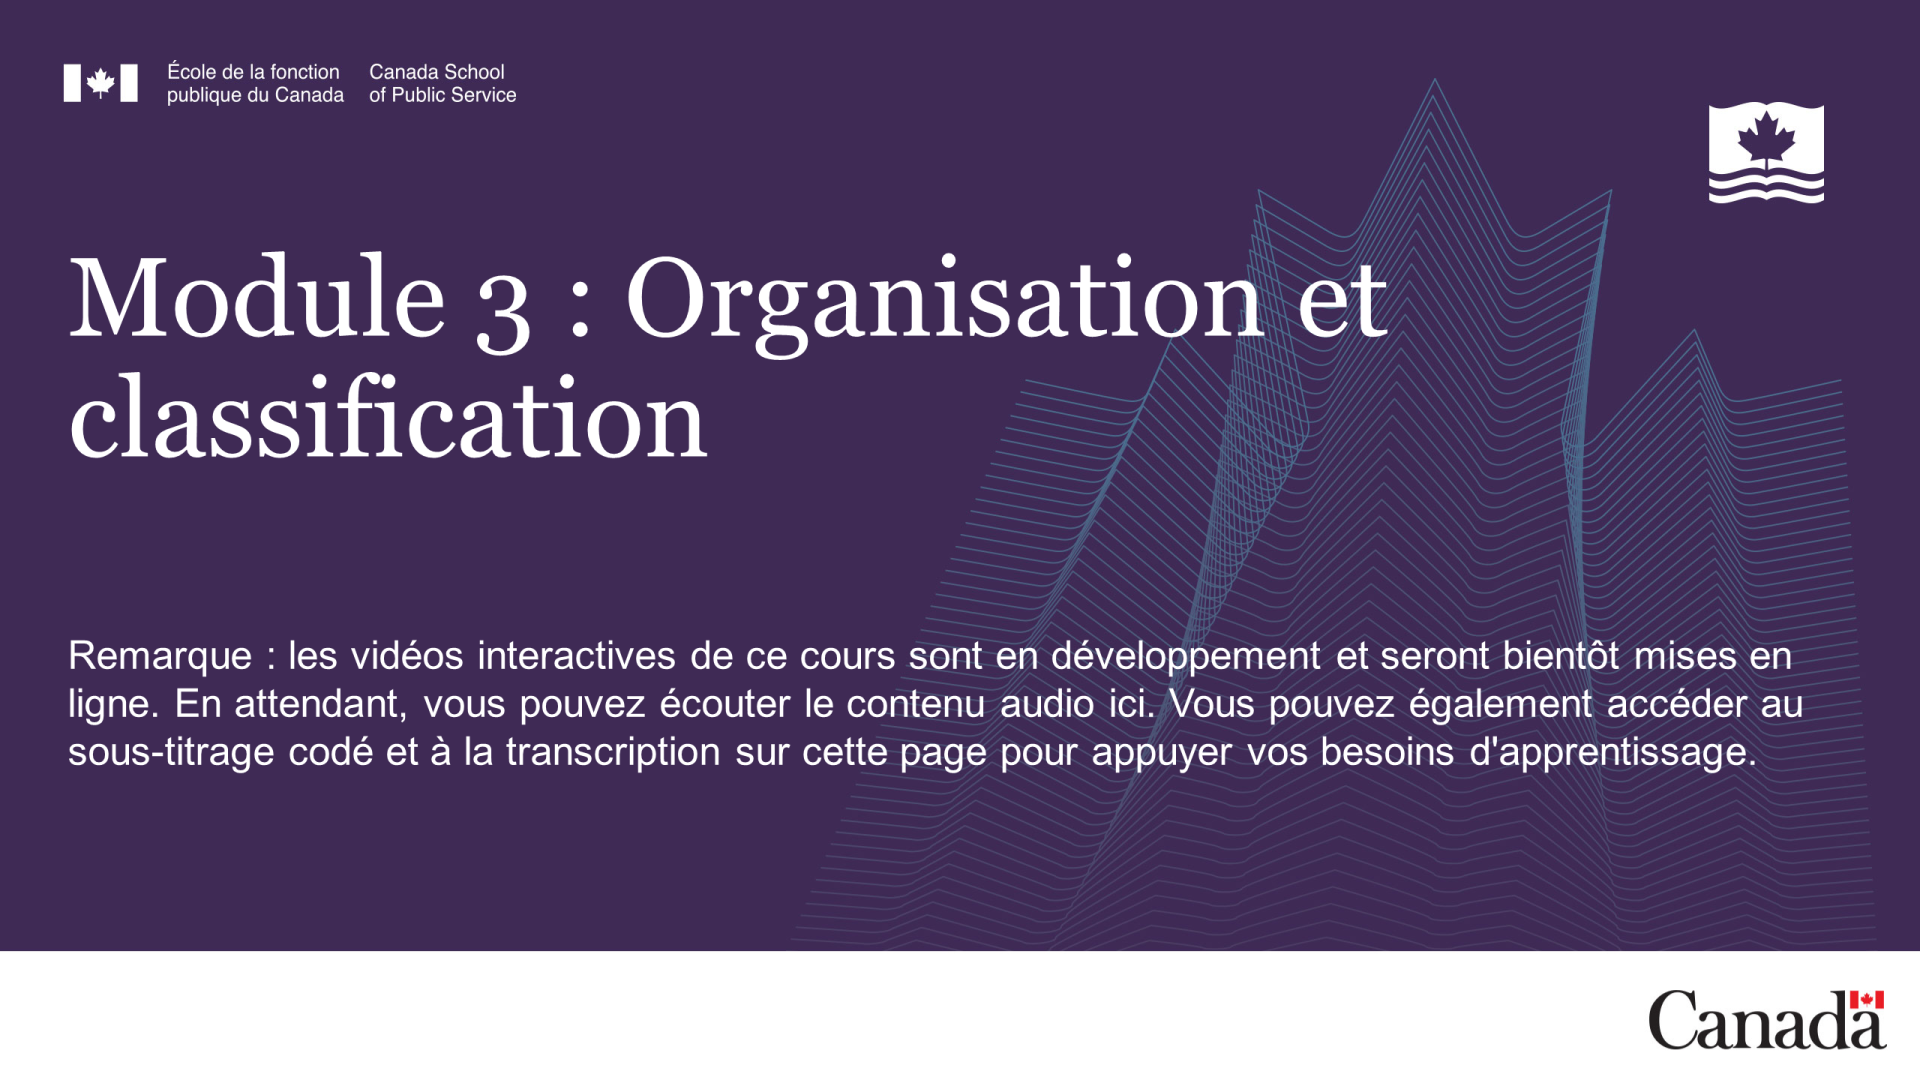 École de la fonction
publique du Canada
Canada School
of Public Service
Module 3 : Organisation et
classification
Remarque : les vidéos interactives de ce cours sont en développement et seront bientôt mises en
ligne. En attendant, vous pouvez écouter le contenu audio ici. Vous pouvez également accéder au
sous-titrage codé et à la transcription sur cette page pour appuyer vos besoins d'apprentissage.
Canada